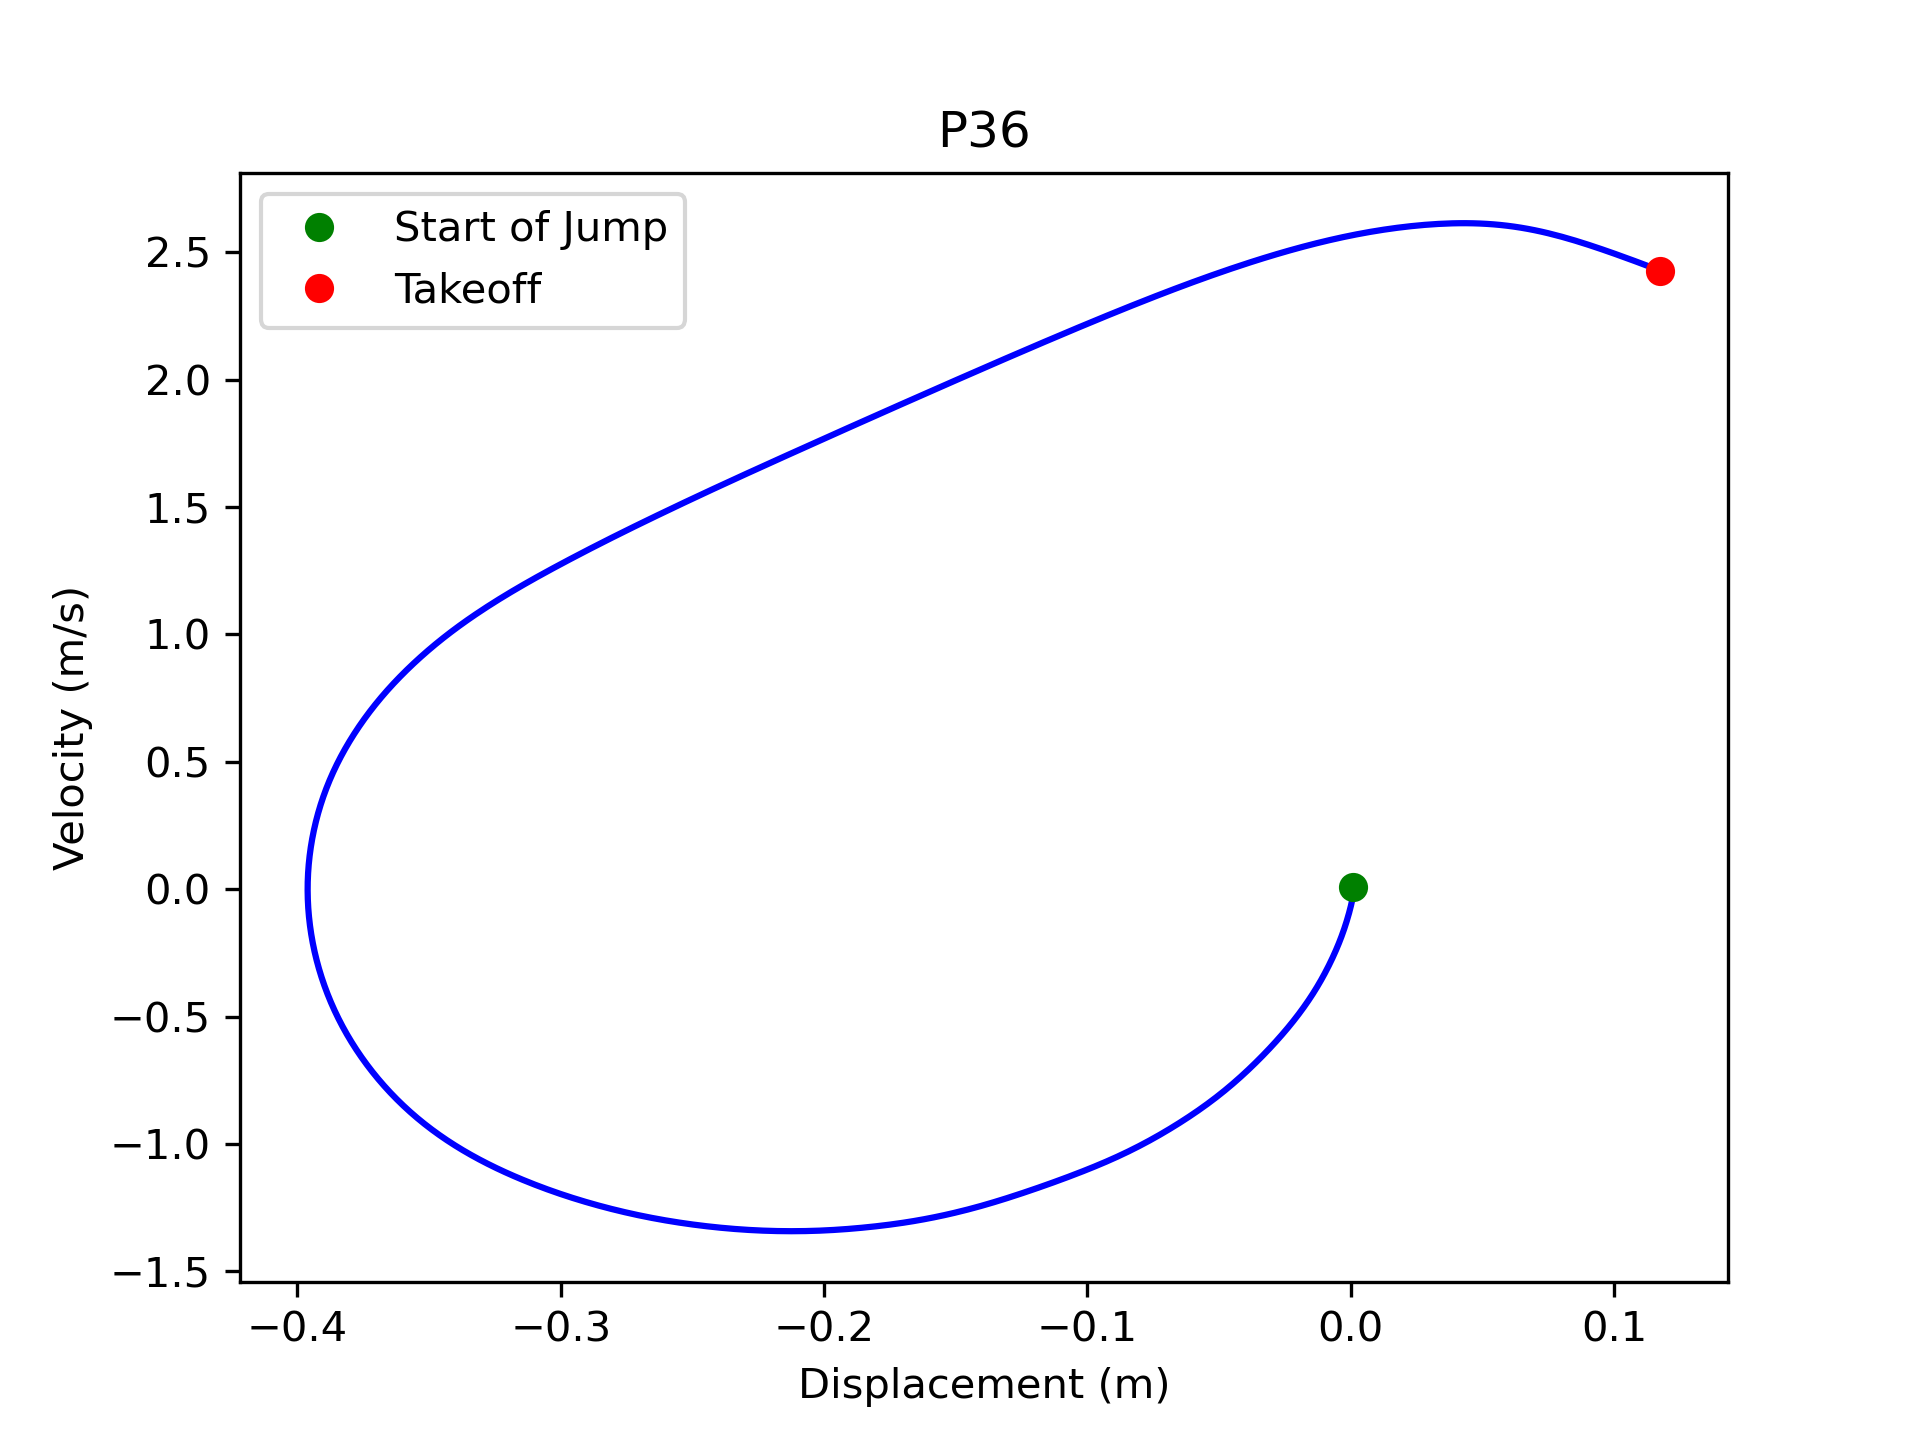 P36
Start of Jump
Takeoff
2.5
2.0
1.5
1.0
0.5
0.0
−0.5
−1.0
−1.5
Velocity (m/s)
−0.4 −0.3 −0.2 −0.1 0.0 0.1
Displacement (m)